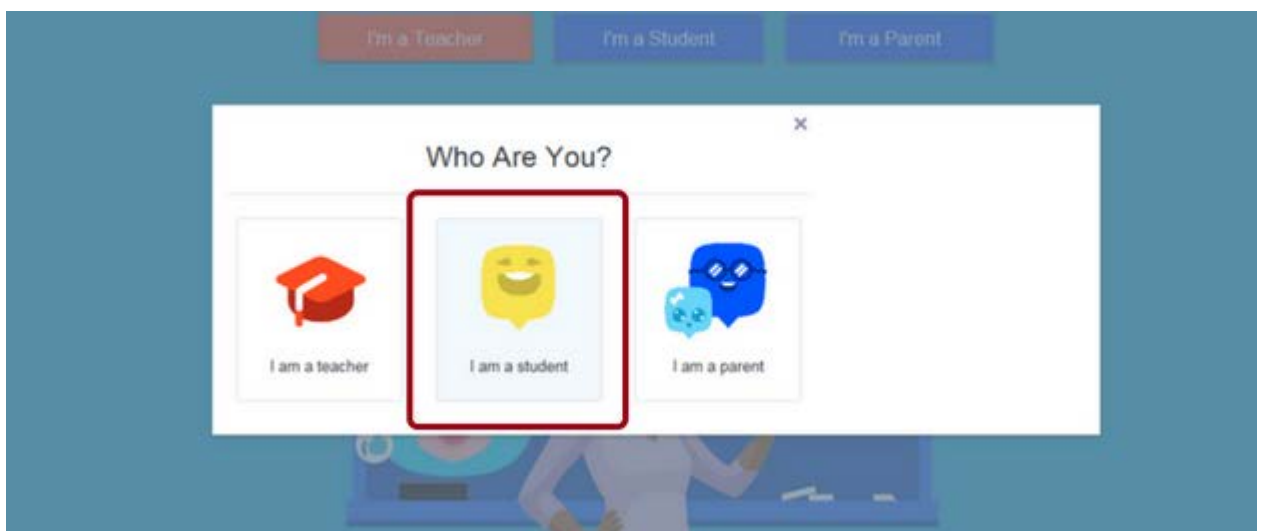 I'm a Teacher I'm a Student I'm a Parent
×
Who Are You?
I am a teacher I am a student I am a parent